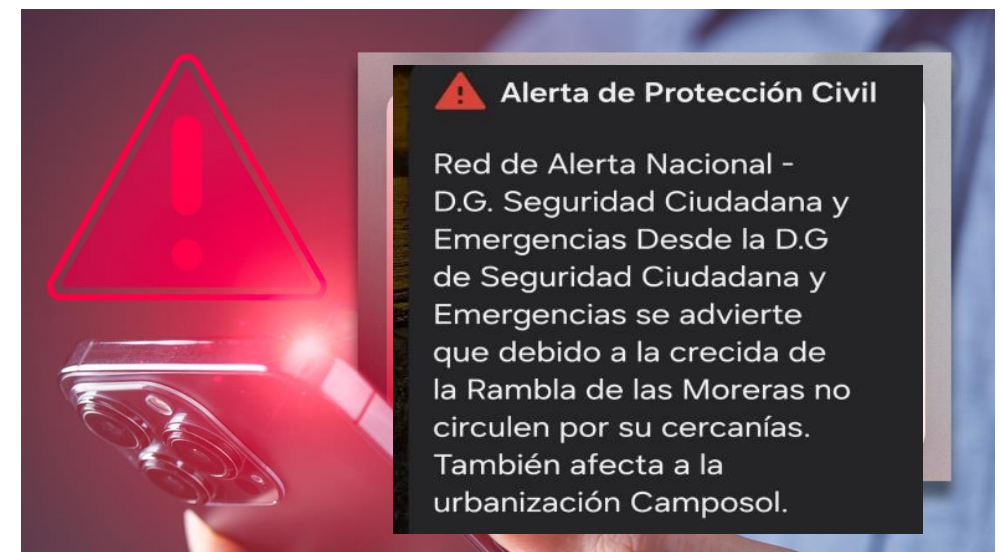 Alerta de Protección Civil
Red de Alerta Nacional -
D.G. Seguridad Ciudadana y
Emergencias Desde la D.G
de Seguridad Ciudadana y
Emergencias se advierte
que debido a la crecida de
la Rambla de las Moreras no
circulen por su cercanías.
También afecta a la
urbanización Camposol.